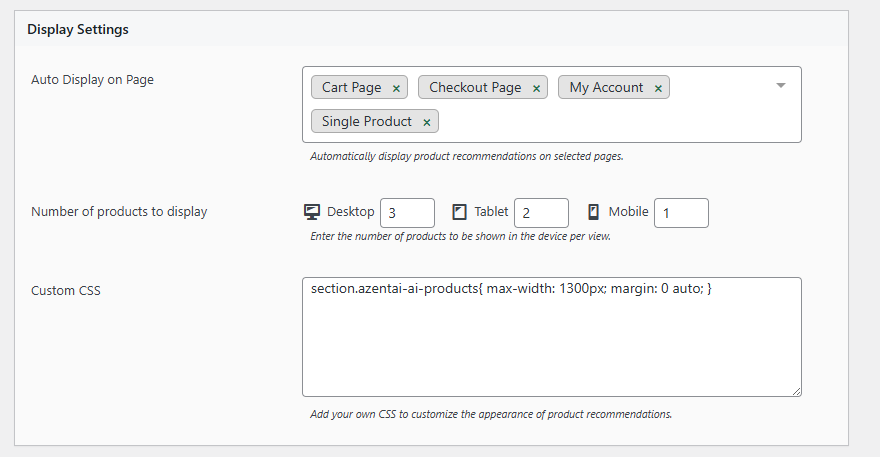 Display Settings
Auto Display on Page
Cart Page × Checkout Page × My Account ×
Single Product ×
Automatically display product recommendations on selected pages.
Number of products to display
Desktop 3 Tablet 2 Mobile 1
Enter the number of products to be shown in the device per view.
Custom CSS
section.azentai-ai-products{ max-width: 1300px; margin: 0 auto; }
Add your own CSS to customize the appearance of product recommendations.